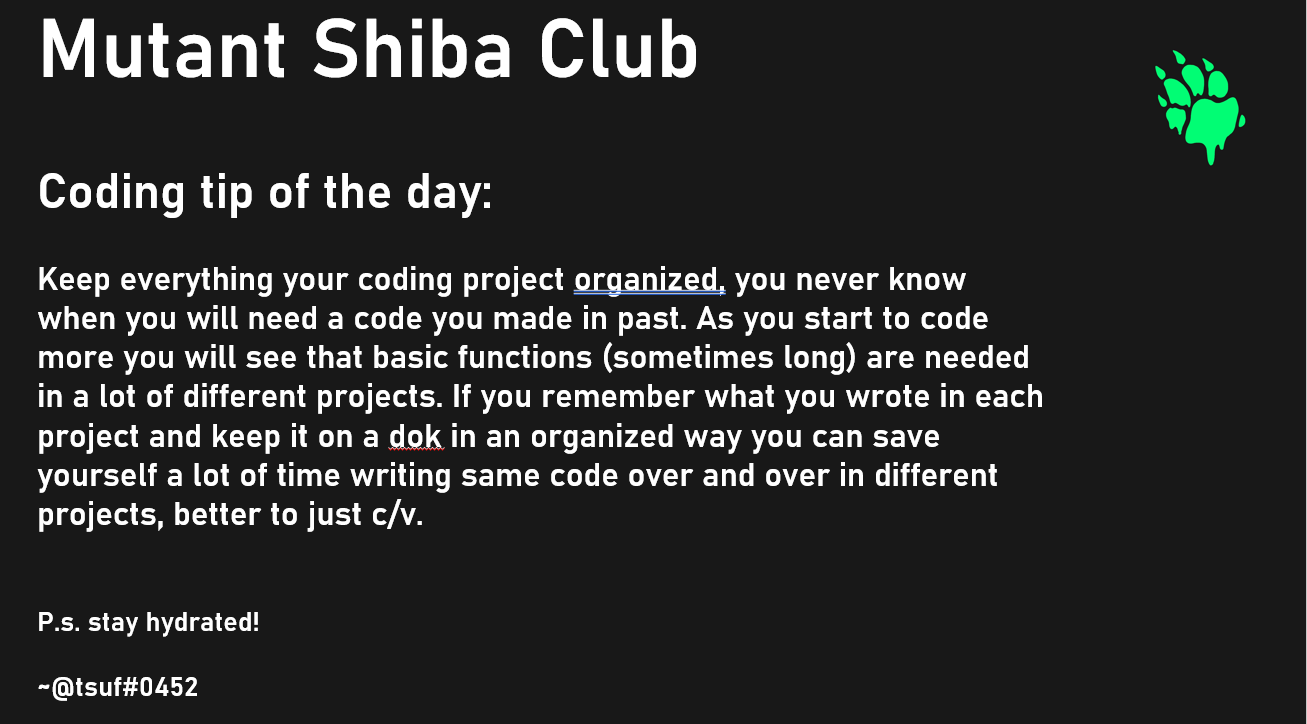 Mutant Shiba Club
Coding tip of the day:
Keep everything your coding project organized, you never know
when you will need a code you made in past. As you start to code
more you will see that basic functions (sometimes long) are needed
in a lot of different projects. If you remember what you wrote in each
project and keep it on a dok in an organized way you can save
yourself a lot of time writing same code over and over in different
projects, better to just c/v.
P.s. stay hydrated!
~@tsuf#0452